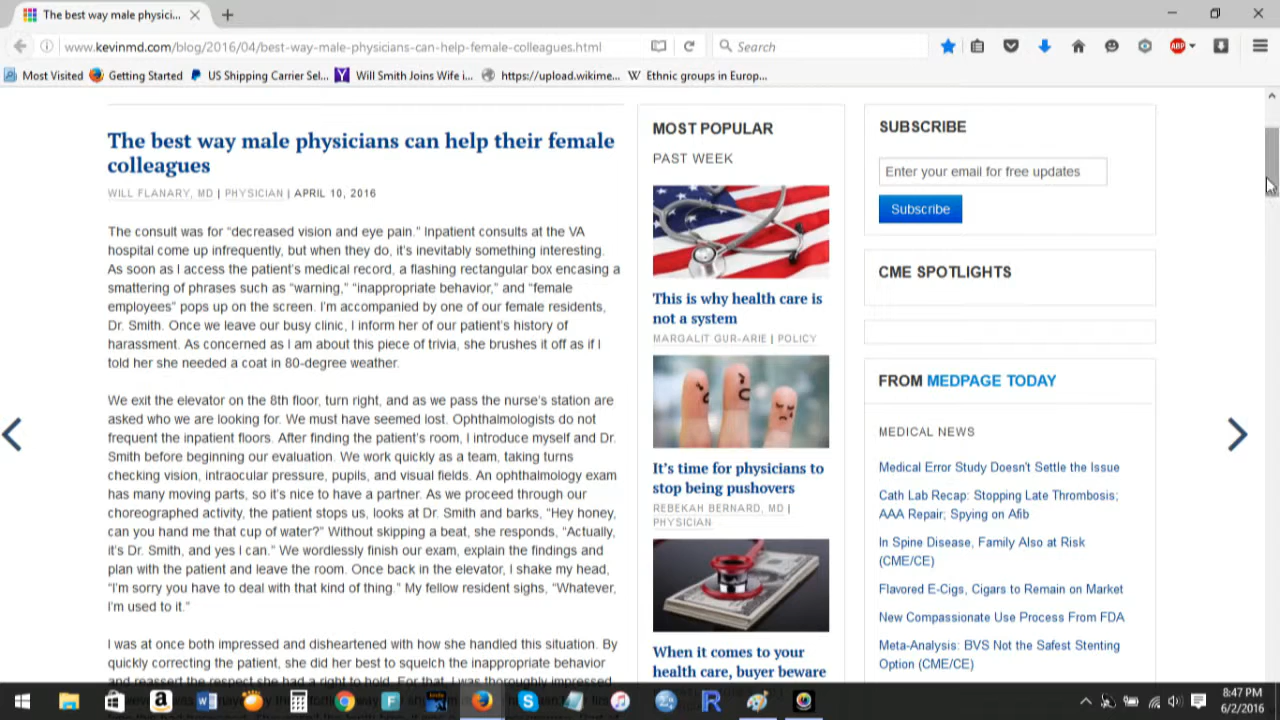 The best way male physici...
www.kevinmd.com/blog/2016/04/best-way-male-physicians-can-help-female-colleagues.html
Search
ABP
Most Visited
Getting Started
US Shipping Carrier Sel...
Will Smith Joins Wife i...
https://upload.wikime...
W Ethnic groups in Europ...
The best way male physicians can help their female
colleagues
WILL FLANARY, MD | PHYSICIAN | APRIL 10, 2016
The consult was for “decreased vision and eye pain.” Inpatient consults at the VA
hospital come up infrequently, but when they do, it’s inevitably something interesting.
As soon as I access the patient’s medical record, a flashing rectangular box encasing a
smattering of phrases such as “warning,” “inappropriate behavior,” and “female
employees” pops up on the screen. I’m accompanied by one of our female residents,
Dr. Smith. Once we leave our busy clinic, I inform her of our patient’s history of
harassment. As concerned as I am about this piece of trivia, she brushes it off as if I
told her she needed a coat in 80-degree weather.
We exit the elevator on the 8th floor, turn right, and as we pass the nurse’s station are
asked who we are looking for. We must have seemed lost. Ophthalmologists do not
frequent the inpatient floors. After finding the patient’s room, I introduce myself and Dr.
Smith before beginning our evaluation. We work quickly as a team, taking turns
checking vision, intraocular pressure, pupils, and visual fields. An ophthalmology exam
has many moving parts, so it’s nice to have a partner. As we proceed through our
choreographed activity, the patient stops us, looks at Dr. Smith and barks, “Hey honey,
can you hand me that cup of water?” Without skipping a beat, she responds, “Actually,
it’s Dr. Smith, and yes I can.” We wordlessly finish our exam, explain the findings and
plan with the patient and leave the room. Once back in the elevator, I shake my head,
“I’m sorry you have to deal with that kind of thing.” My fellow resident sighs, “Whatever,
I’m used to it.”
I was at once both impressed and disheartened with how she handled this situation. By
quickly correcting the patient, she did her best to squelch the inappropriate behavior
and reassert the respect she had a right to hold. For that, I was thoroughly impressed
MOST POPULAR
PAST WEEK
This is why health care is
not a system
MARGALIT GUR-ARIE | POLICY
It’s time for physicians to
stop being pushovers
REBEKAH BERNARD, MD |
PHYSICIAN
When it comes to your
health care, buyer beware
SUBSCRIBE
Enter your email for free updates
Subscribe
CME SPOTLIGHTS
FROM MEDPAGE TODAY
MEDICAL NEWS
Medical Error Study Doesn't Settle the Issue
Cath Lab Recap: Stopping Late Thrombosis;
AAA Repair; Spying on Afib
In Spine Disease, Family Also at Risk
(CME/CE)
Flavored E-Cigs, Cigars to Remain on Market
New Compassionate Use Process From FDA
Meta-Analysis: BVS Not the Safest Stenting
Option (CME/CE)
8:47 PM
6/2/2016